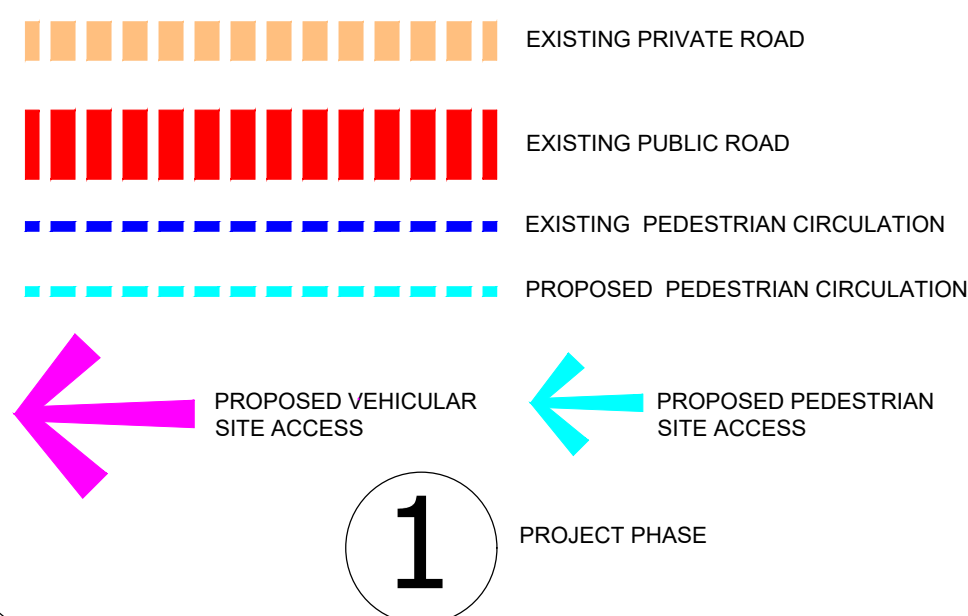 EXISTING PRIVATE ROAD
EXISTING PUBLIC ROAD
EXISTING PEDESTRIAN CIRCULATION
PROPOSED PEDESTRIAN CIRCULATION
PROPOSED VEHICULAR
SITE ACCESS
PROPOSED PEDESTRIAN
SITE ACCESS
1
PROJECT PHASE